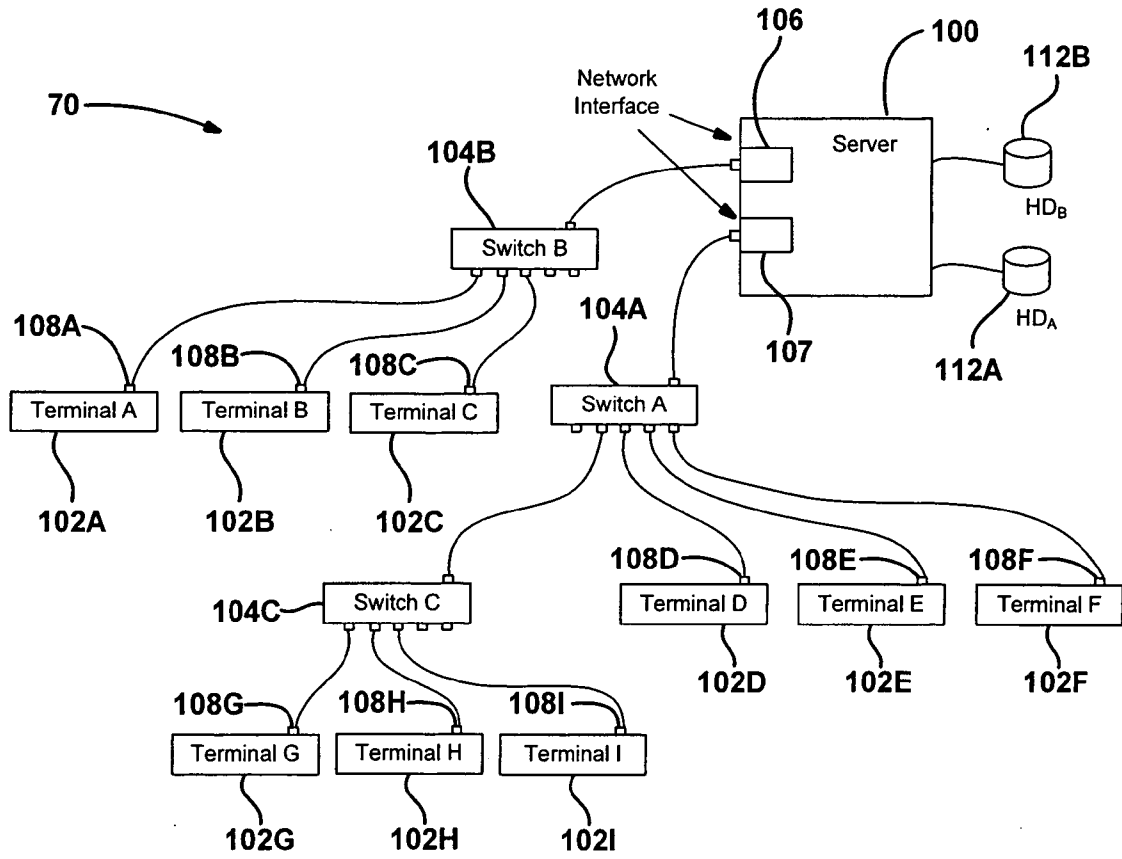 106
100
112B
70
Network
Interface
104B
Server
HD_B
Switch B
108A
104A
108B
108C
107
HD_A
112A
Terminal A
Terminal B
Terminal C
Switch A
102A
102B
102C
108D
108E
108F
104C
Switch C
Terminal D
Terminal E
Terminal F
102D
102E
102F
108G
108H
108I
Terminal G
Terminal H
Terminal I
102G
102H
102I